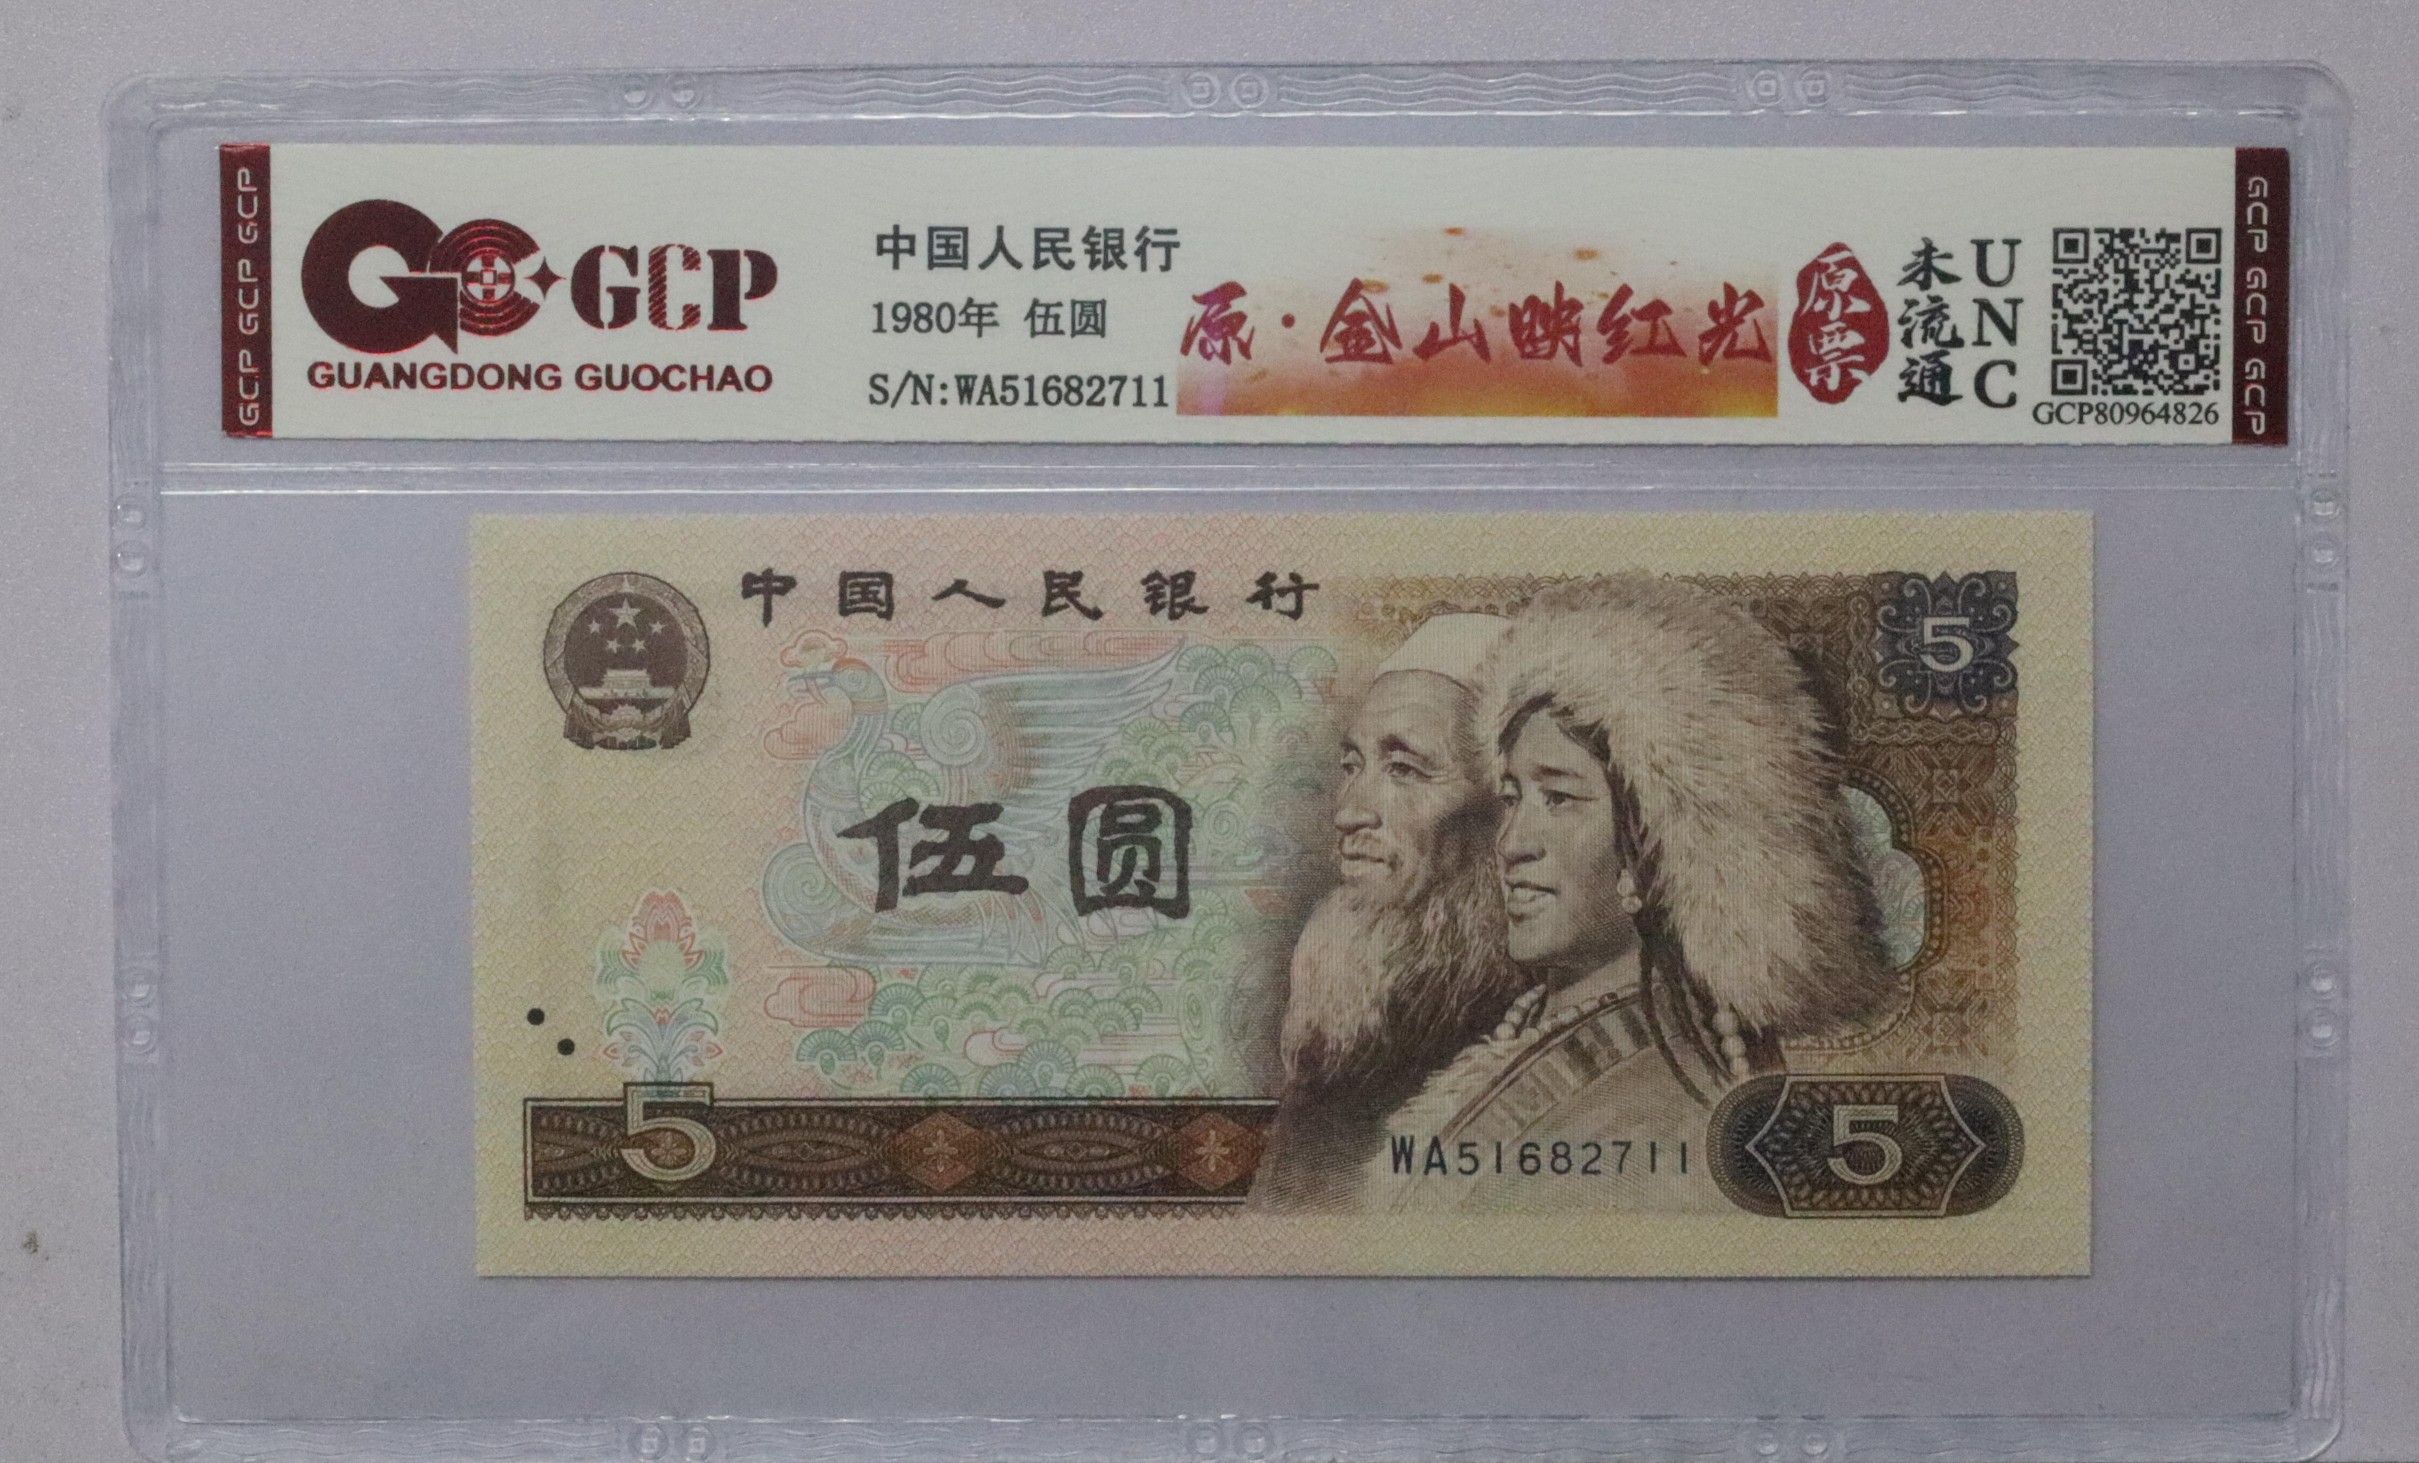 GCP GCP GCP
GC GCP
GUANGDONG GUOCHAO
中国人民银行
1980年 伍圆
S/N:WA51682711
原·金山映红光
原票
未流通
UNC
GCP80964826
GCP GCP GCP GCP
中国人民银行
5
伍圆
5
WA51682711
5